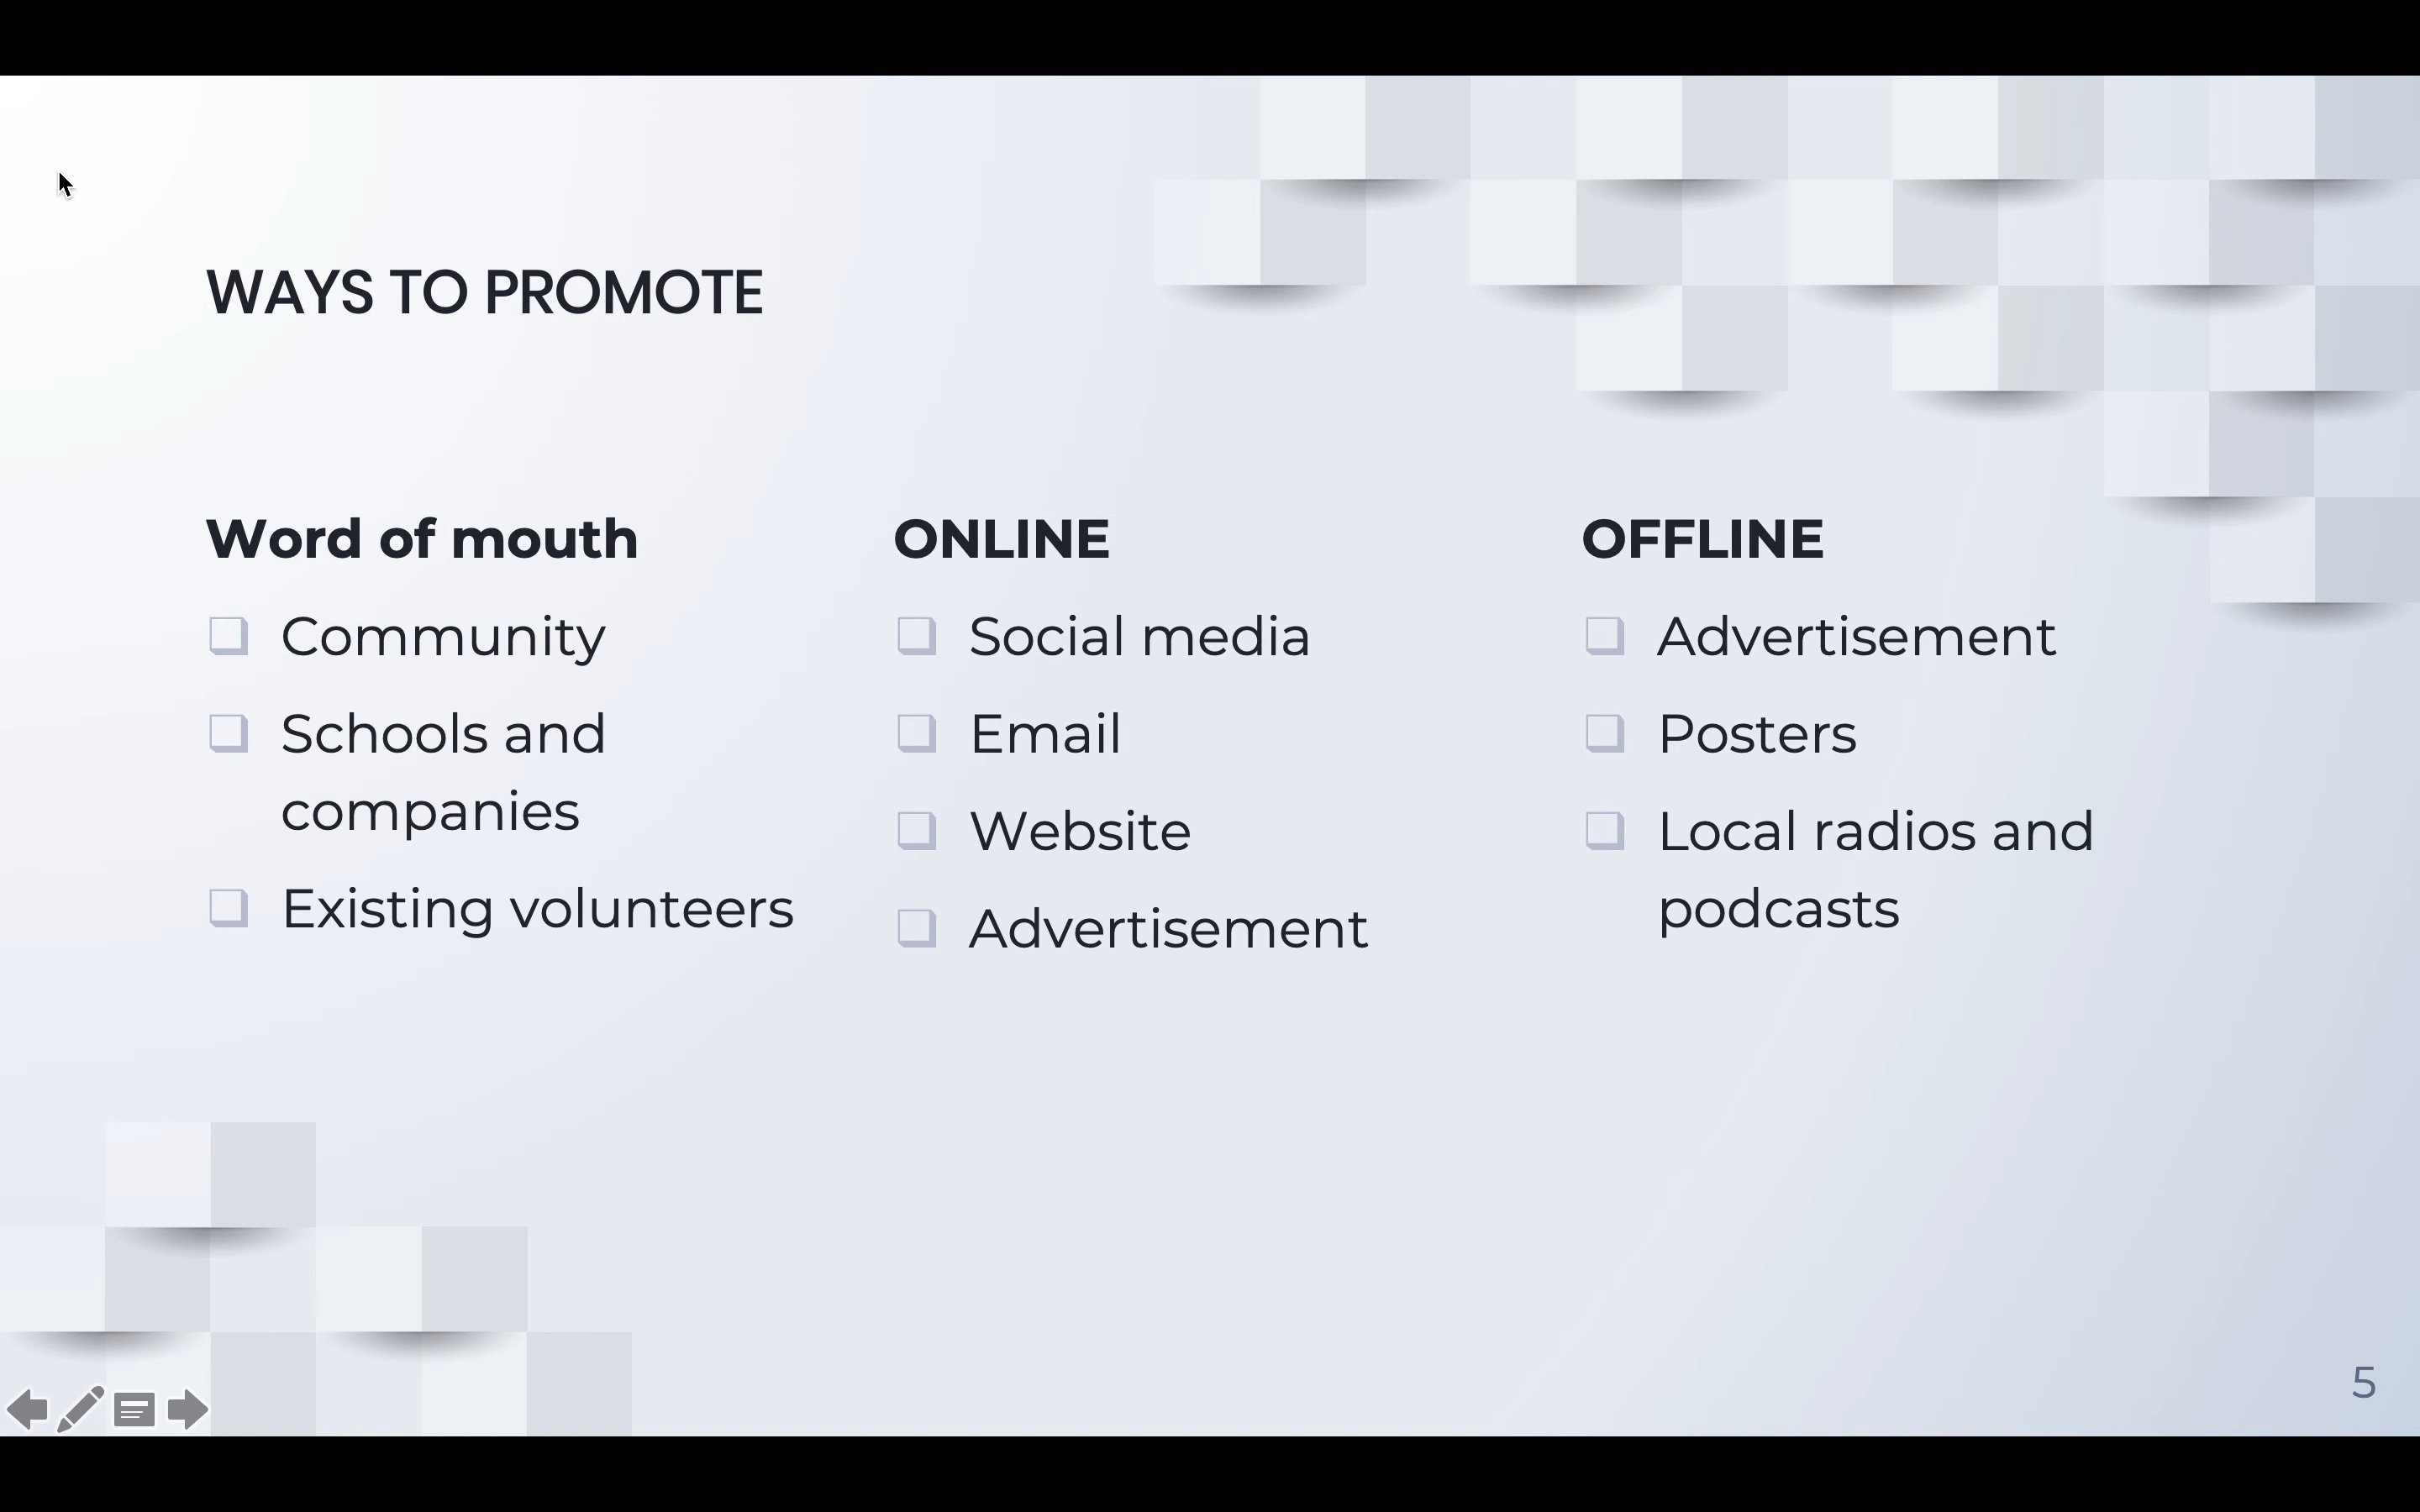 WAYS TO PROMOTE
Word of mouth
Community
Schools and
companies
Existing volunteers
ONLINE
Social media
Email
Website
Advertisement
OFFLINE
Advertisement
Posters
Local radios and
podcasts
5